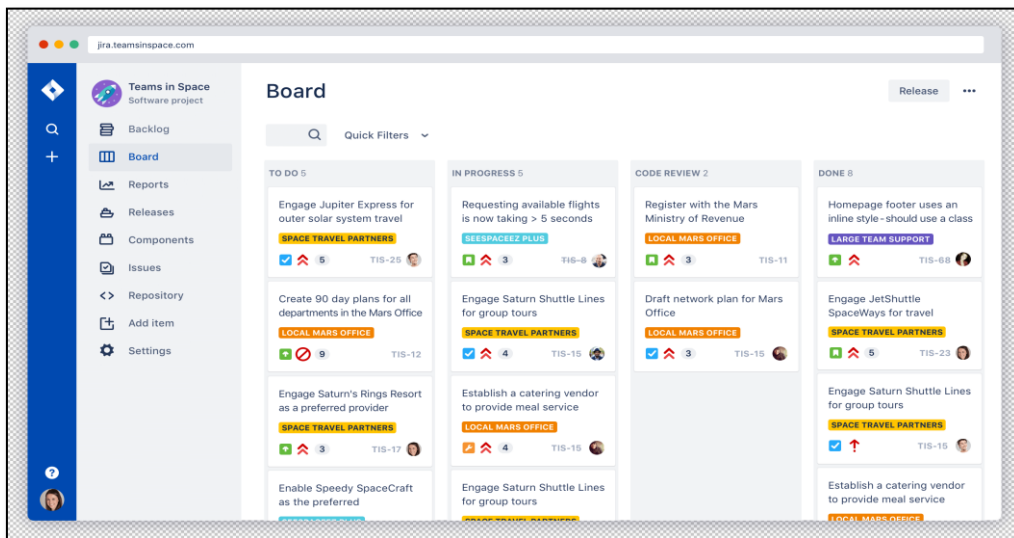 jira.teamsinspace.com
Teams in Space
Software project
Backlog
Board
Reports
Releases
Components
Issues
Repository
Add item
Settings
Board
Release
Quick Filters
TO DO 5
Engage Jupiter Express for
outer solar system travel
SPACE TRAVEL PARTNERS
5 TIS-25
Create 90 day plans for all
departments in the Mars Office
LOCAL MARS OFFICE
9 TIS-12
Engage Saturn's Rings Resort
as a preferred provider
SPACE TRAVEL PARTNERS
3 TIS-17
Enable Speedy SpaceCraft
as the preferred
SEESPACEEZ PLUS
IN PROGRESS 5
Requesting available flights
is now taking > 5 seconds
SEESPACEEZ PLUS
3 TIS-8
Engage Saturn Shuttle Lines
for group tours
SPACE TRAVEL PARTNERS
4 TIS-15
Establish a catering vendor
to provide meal service
LOCAL MARS OFFICE
4 TIS-15
Engage Saturn Shuttle Lines
for group tours
SPACE TRAVEL PARTNERS
CODE REVIEW 2
Register with the Mars
Ministry of Revenue
LOCAL MARS OFFICE
3 TIS-11
Draft network plan for Mars
Office
LOCAL MARS OFFICE
3 TIS-15
DONE 8
Homepage footer uses an
inline style-should use a class
LARGE TEAM SUPPORT
TIS-68
Engage JetShuttle
SpaceWays for travel
SPACE TRAVEL PARTNERS
5 TIS-23
Engage Saturn Shuttle Lines
for group tours
SPACE TRAVEL PARTNERS
TIS-15
Establish a catering vendor
to provide meal service
LOCAL MARS OFFICE